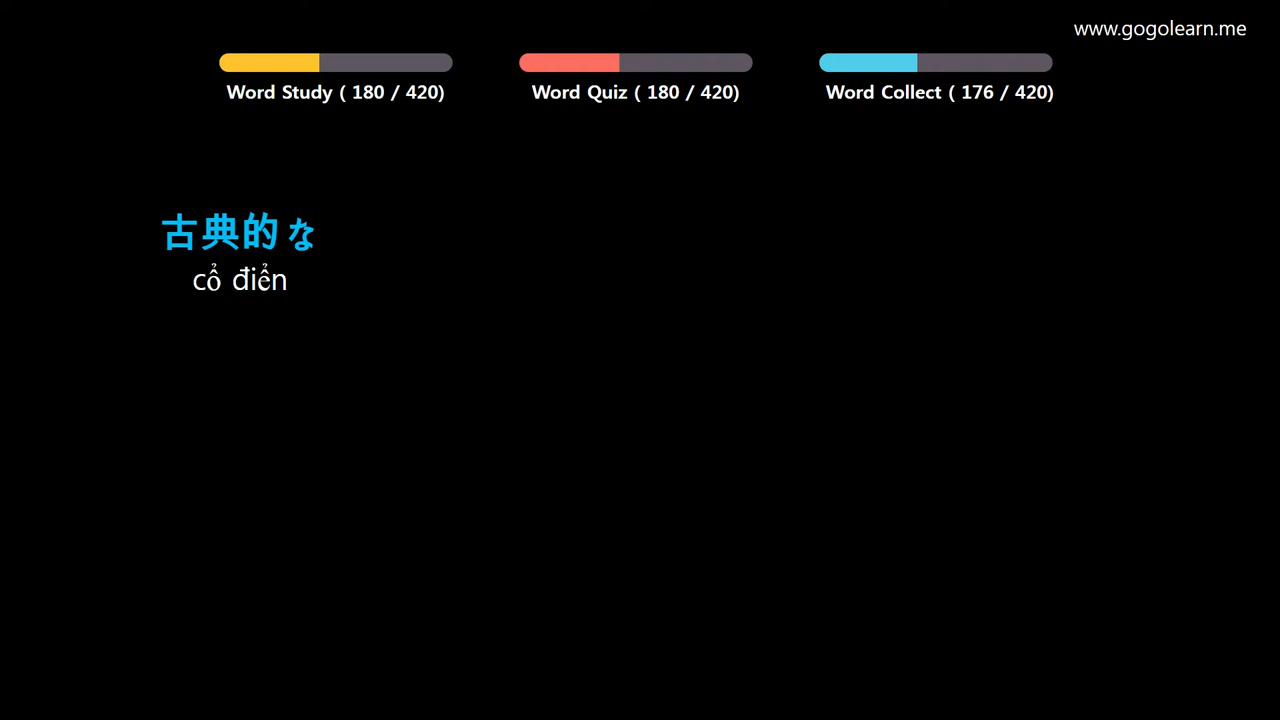 www.gogolearn.me
Word Study ( 180 / 420)
Word Quiz ( 180 / 420)
Word Collect ( 176 / 420)
古典的な
cổ điển